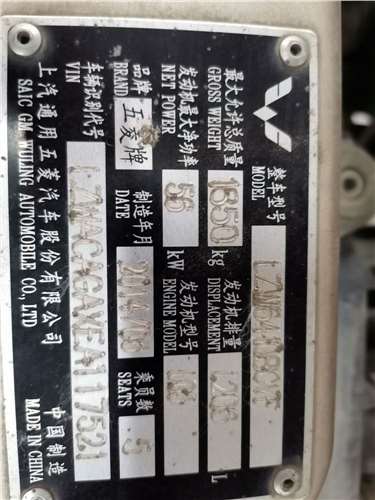 整车型号
MODEL
最大允许总质量 1650 kg 发动机排量 L
GROSS WEIGHT DISPLACEMENT
发动机最大净功率 56 kW 发动机型号
NET POWER ENGINE MODEL
品牌 五菱牌 制造年月 乘员数 5
BRAND DATE SEATS
车辆识别代号
VIN
上汽通用五菱汽车股份有限公司 中国制造
SAIC GM WULING AUTOMOBILE CO., LTD MADE IN CHINA